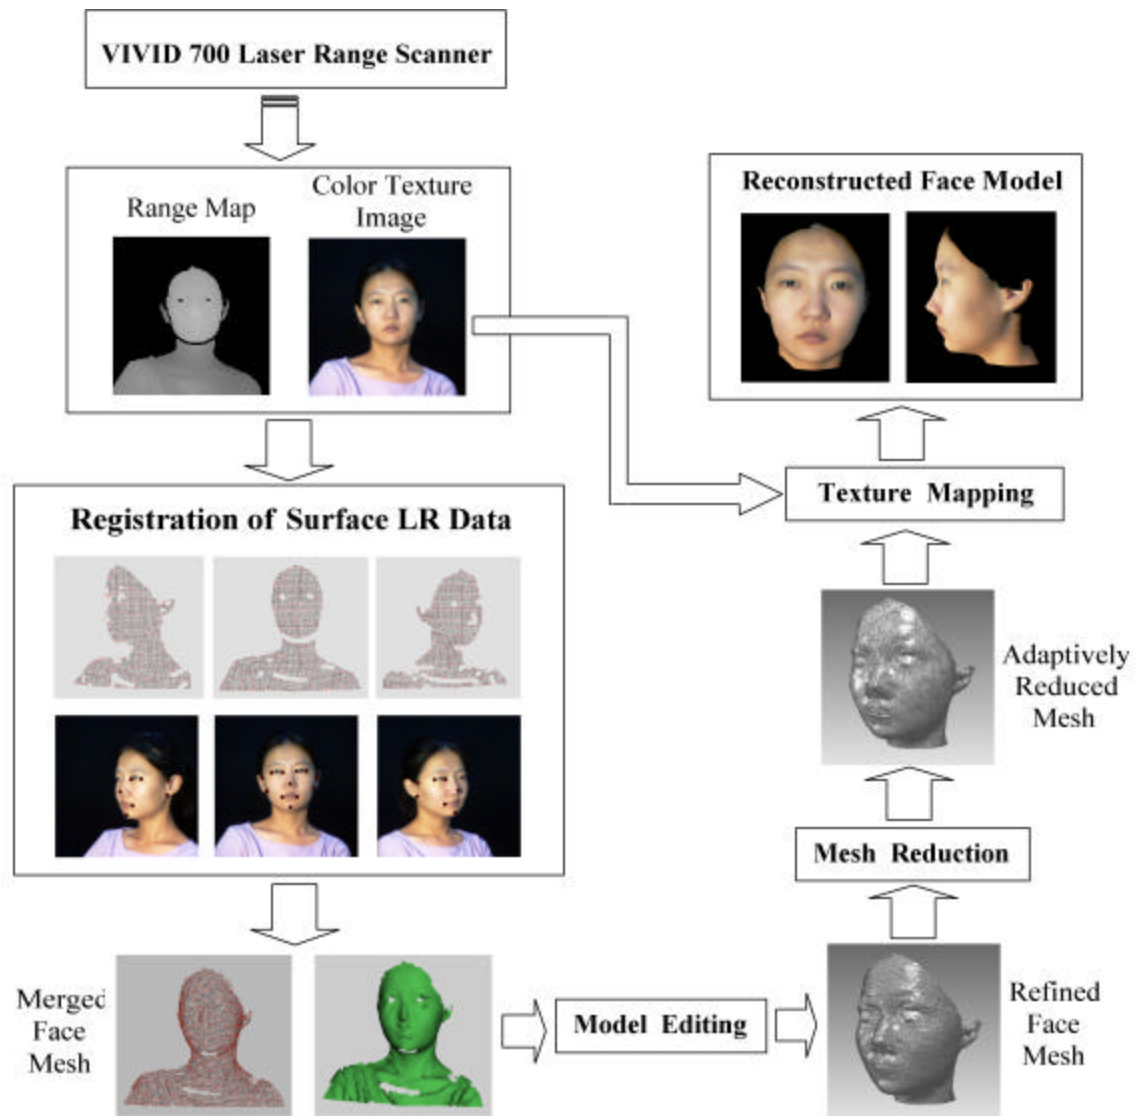 VIVID 700 Laser Range Scanner
Range Map
Color Texture
Image
Registration of Surface LR Data
Merged
Face
Mesh
Model Editing
Refined
Face
Mesh
Mesh Reduction
Adaptively
Reduced
Mesh
Texture Mapping
Reconstructed Face Model